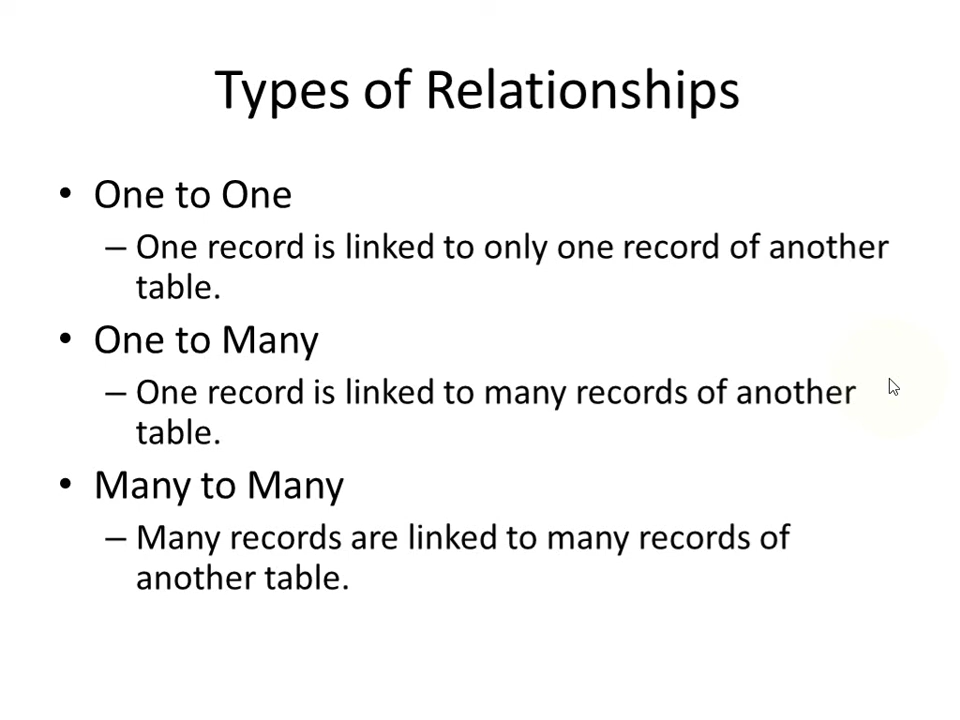 Types of Relationships
• One to One
– One record is linked to only one record of another
table.
• One to Many
– One record is linked to many records of another
table.
• Many to Many
– Many records are linked to many records of
another table.